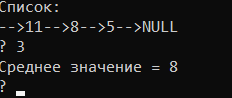 Список:
-->11-->8-->5-->NULL
? 3
Среднее значение = 8
?